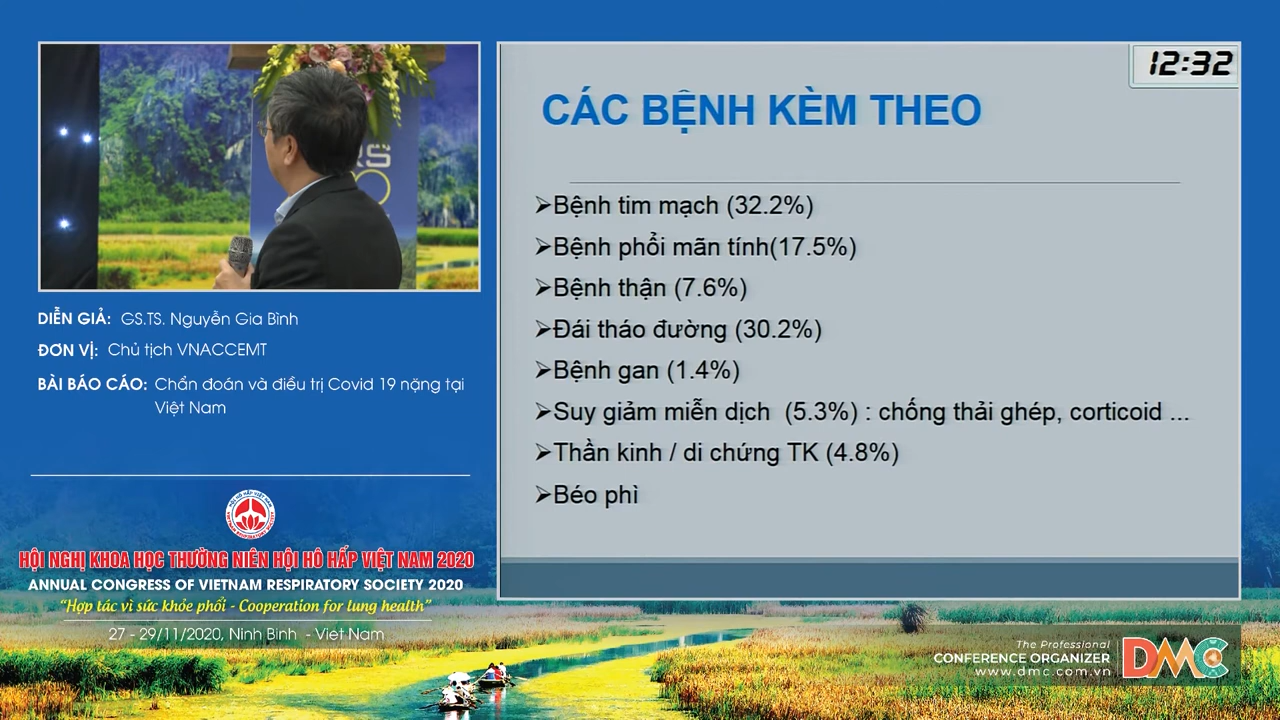 12:32
CÁC BỆNH KÈM THEO
➢Bệnh tim mạch (32.2%)
➢Bệnh phổi mãn tính(17.5%)
➢Bệnh thận (7.6%)
➢Đái tháo đường (30.2%)
➢Bệnh gan (1.4%)
➢Suy giảm miễn dịch (5.3%) : chống thải ghép, corticoid ...
➢Thần kinh / di chứng TK (4.8%)
➢Béo phì
DIỄN GIẢ: GS.TS. Nguyễn Gia Bình
ĐƠN VỊ: Chủ tịch VNACCEMT
BÀI BÁO CÁO: Chẩn đoán và điều trị Covid 19 nặng tại
Việt Nam
HỘI NGHỊ KHOA HỌC THƯỜNG NIÊN HỘI HÔ HẤP VIỆT NAM 2020
ANNUAL CONGRESS OF VIETNAM RESPIRATORY SOCIETY 2020
“Hợp tác vì sức khỏe phổi - Cooperation for lung health”
27 - 29/11/2020, Ninh Bình - Viet Nam
The Professional
CONFERENCE ORGANIZER
www.dmc.com.vn
DMC